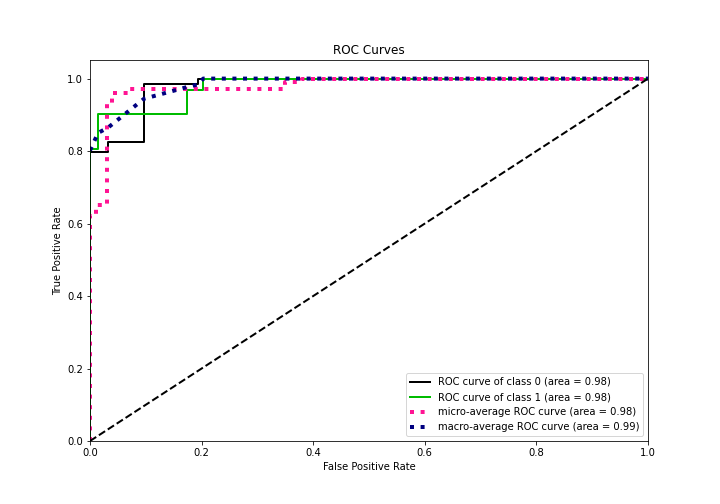 ROC Curves
1.0
0.8
0.6
0.4
0.2
0.0
True Positive Rate
0.0 0.2 0.4 0.6 0.8 1.0
False Positive Rate
ROC curve of class 0 (area = 0.98)
ROC curve of class 1 (area = 0.98)
micro-average ROC curve (area = 0.98)
macro-average ROC curve (area = 0.99)